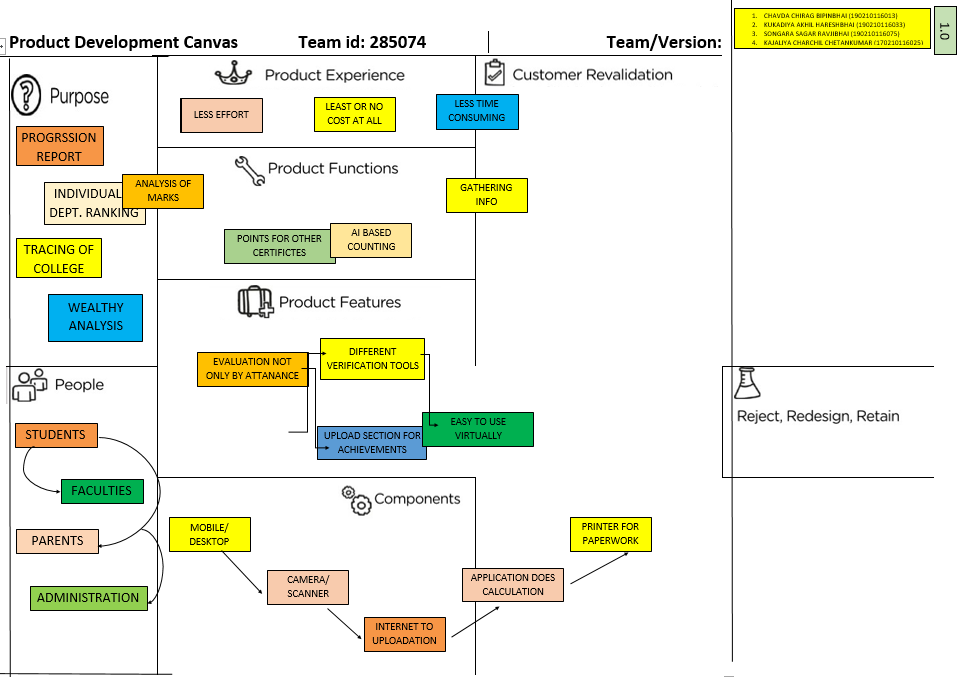 Product Development Canvas
Team id: 285074
Team/Version:
1. CHAVDA CHIRAG BIPINBHAI (190210116013)
2. KUKADIYA AKHIL HARESHBHAI (190210116033)
3. SONGARA SAGAR RAVJIBHAI (190210116075)
4. KAJALIYA CHARCHIL CHETANKUMAR (170210116025)
1.0
Purpose
PROGRSSION
REPORT
INDIVIDUAL
DEPT. RANKING
TRACING OF
COLLEGE
WEALTHY
ANALYSIS
People
STUDENTS
FACULTIES
PARENTS
ADMINISTRATION
Product Experience
LESS EFFORT
LEAST OR NO
COST AT ALL
LESS TIME
CONSUMING
Product Functions
ANALYSIS OF
MARKS
GATHERING
INFO
POINTS FOR OTHER
CERTIFICTES
AI BASED
COUNTING
Product Features
EVALUATION NOT
ONLY BY ATTANANCE
DIFFERENT
VERIFICATION TOOLS
UPLOAD SECTION FOR
ACHIEVEMENTS
EASY TO USE
VIRTUALLY
Components
MOBILE/
DESKTOP
CAMERA/
SCANNER
INTERNET TO
UPLOADATION
APPLICATION DOES
CALCULATION
PRINTER FOR
PAPERWORK
Customer Revalidation
Reject, Redesign, Retain